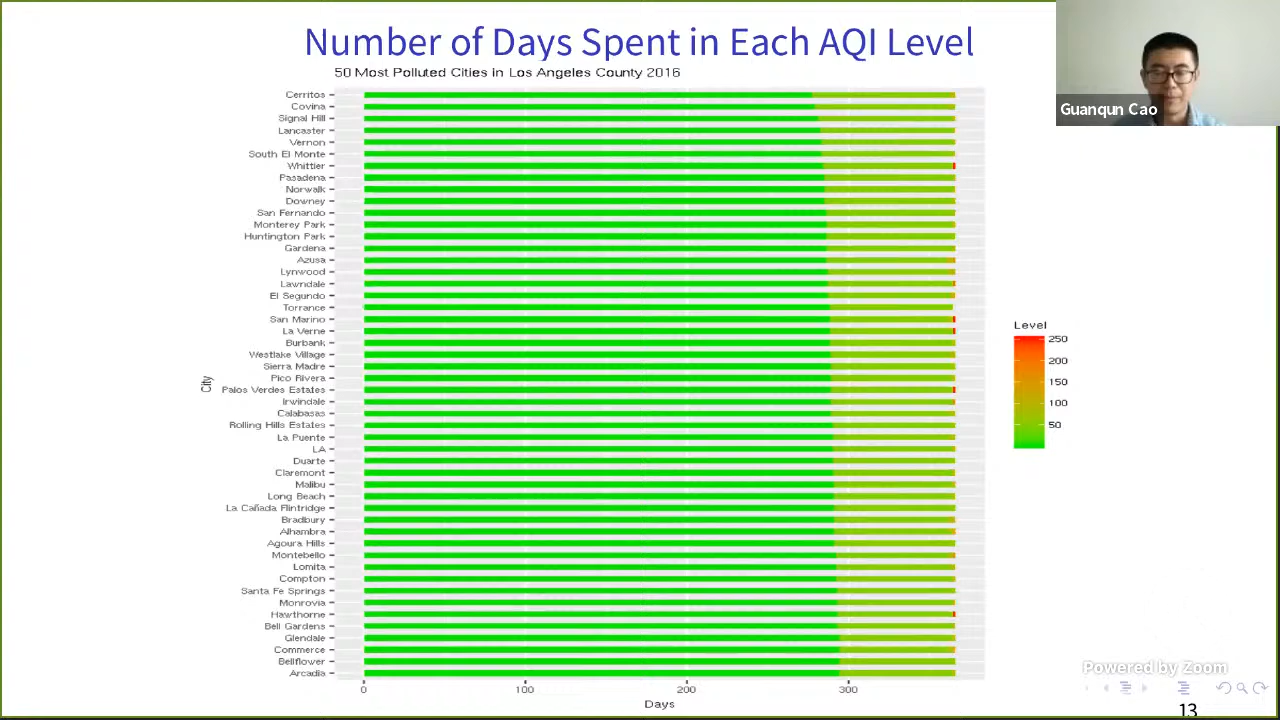 Number of Days Spent in Each AQI Level
50 Most Polluted Cities in Los Angeles County 2016
Guanqun Cao
Cerritos
Covina
Signal Hill
Lancaster
Vernon
South El Monte
Whittier
Pasadena
Norwalk
Downey
San Fernando
Monterey Park
Huntington Park
Gardena
Azusa
Lynwood
Lawndale
El Segundo
Torrance
San Marino
La Verne
Burbank
Westlake Village
Sierra Madre
Pico Rivera
Palos Verdes Estates
Irwindale
Calabasas
Rolling Hills Estates
La Puente
LA
Duarte
Claremont
Malibu
Long Beach
La Cañada Flintridge
Bradbury
Alhambra
Agoura Hills
Montebello
Lomita
Compton
Santa Fe Springs
Monrovia
Hawthorne
Bell Gardens
Glendale
Commerce
Bellflower
Arcadia
City
0 100 200 300
Days
Level
250
200
150
100
50
Powered by Zoom
13